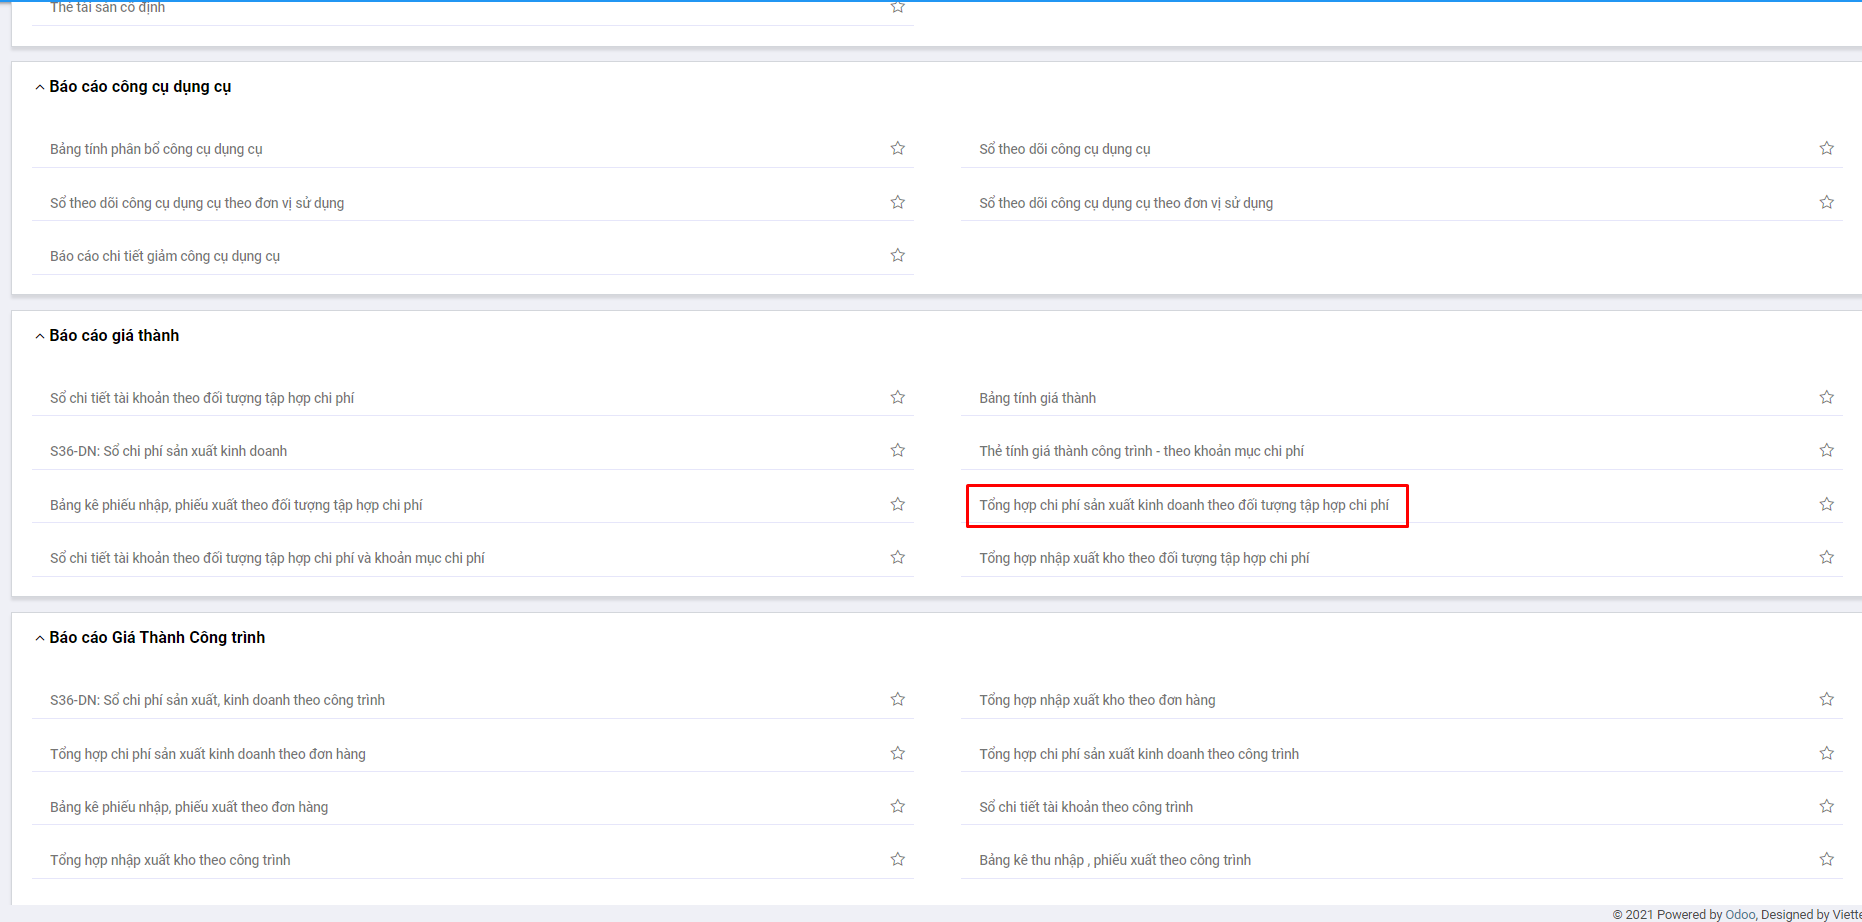 Thẻ tài sản cố định
Báo cáo công cụ dụng cụ
Bảng tính phân bổ công cụ dụng cụ
Sổ theo dõi công cụ dụng cụ
Sổ theo dõi công cụ dụng cụ theo đơn vị sử dụng
Sổ theo dõi công cụ dụng cụ theo đơn vị sử dụng
Báo cáo chi tiết giảm công cụ dụng cụ
Báo cáo giá thành
Sổ chi tiết tài khoản theo đối tượng tập hợp chi phí
Bảng tính giá thành
S36-DN: Sổ chi phí sản xuất kinh doanh
Thẻ tính giá thành công trình - theo khoản mục chi phí
Bảng kê phiếu nhập, phiếu xuất theo đối tượng tập hợp chi phí
Tổng hợp chi phí sản xuất kinh doanh theo đối tượng tập hợp chi phí
Sổ chi tiết tài khoản theo đối tượng tập hợp chi phí và khoản mục chi phí
Tổng hợp nhập xuất kho theo đối tượng tập hợp chi phí
Báo cáo Giá Thành Công trình
S36-DN: Sổ chi phí sản xuất, kinh doanh theo công trình
Tổng hợp nhập xuất kho theo đơn hàng
Tổng hợp chi phí sản xuất kinh doanh theo đơn hàng
Tổng hợp chi phí sản xuất kinh doanh theo công trình
Bảng kê phiếu nhập, phiếu xuất theo đơn hàng
Sổ chi tiết tài khoản theo công trình
Tổng hợp nhập xuất kho theo công trình
Bảng kê thu nhập , phiếu xuất theo công trình
© 2021 Powered by Odoo, Designed by Viette